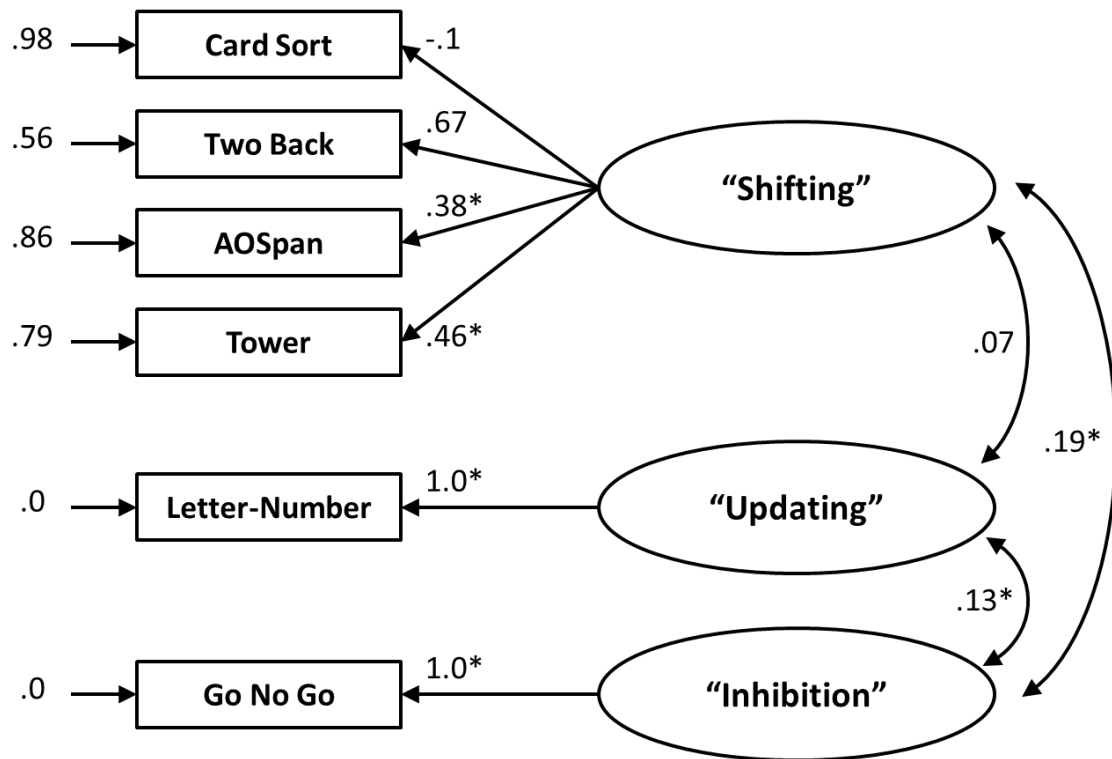 .98
Card Sort
-.1
.56
Two Back
.67
“Shifting”
.86
AOSpan
.38*
.79
Tower
.46*
.07
.19*
.0
Letter-Number
1.0*
“Updating”
.13*
.0
Go No Go
1.0*
“Inhibition”